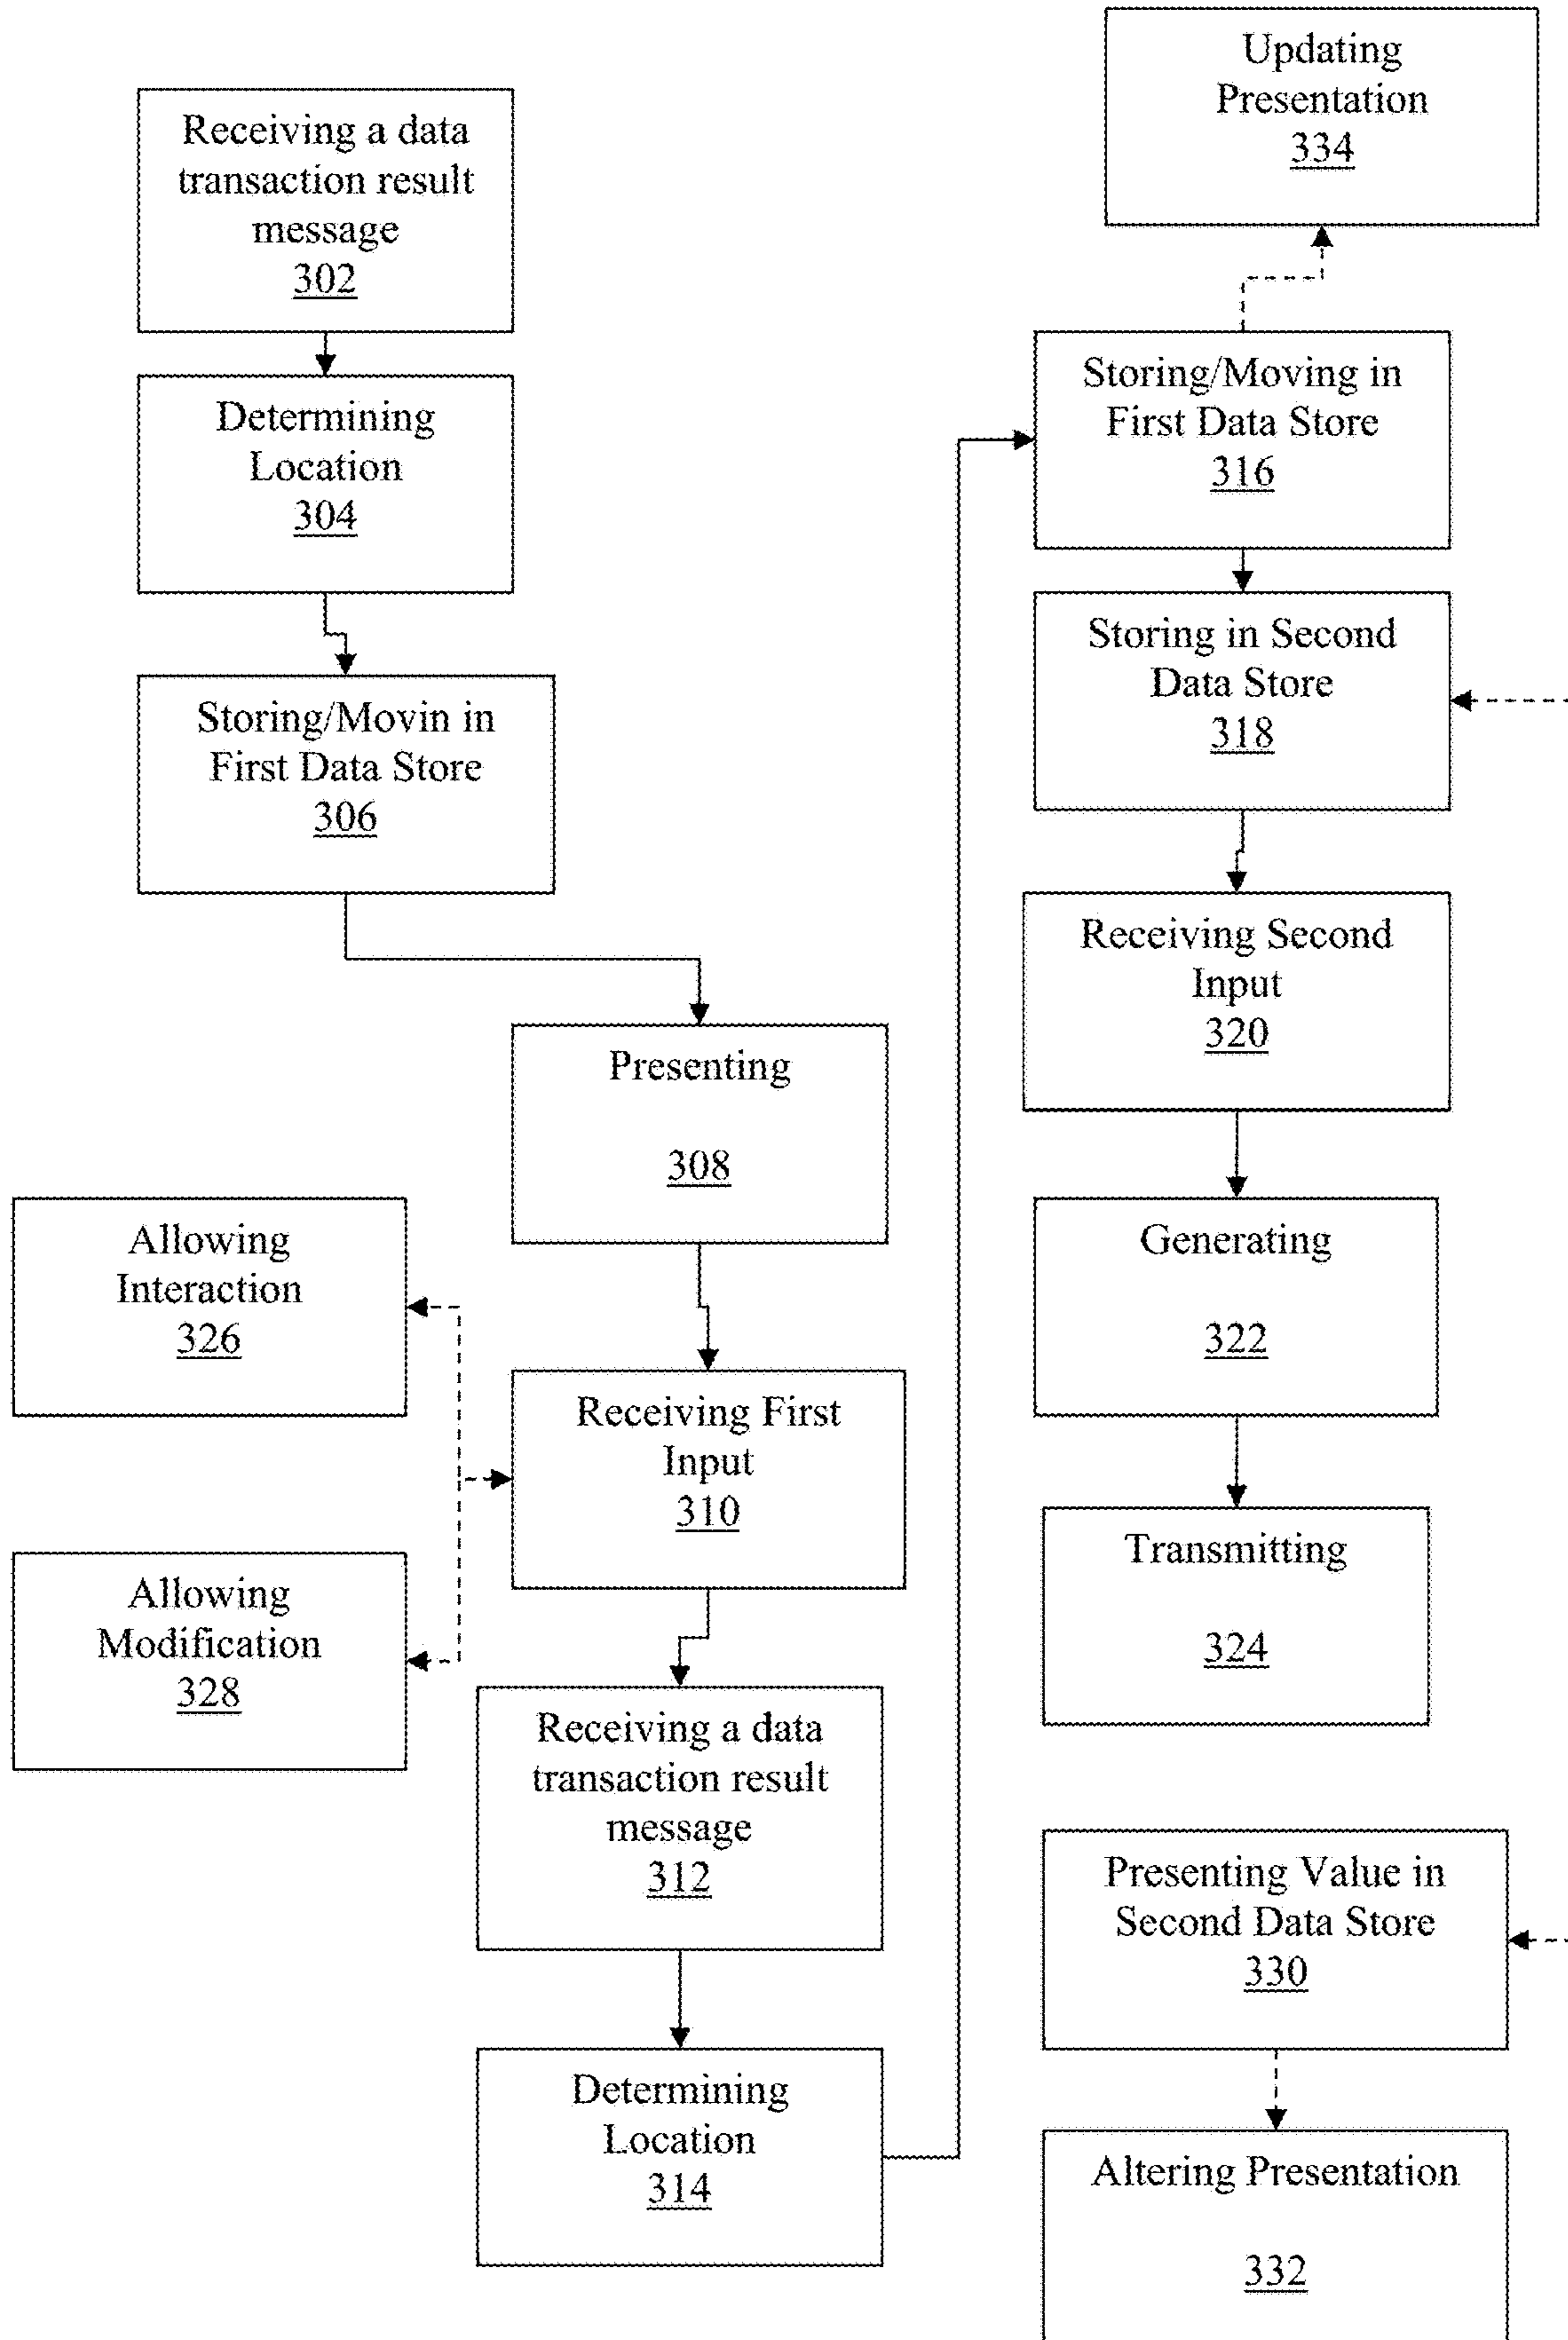 Receiving a data
transaction result
message
302
Determining
Location
304
Storing/Movin in
First Data Store
306
Presenting
308
Allowing
Interaction
326
Receiving First
Input
310
Allowing
Modification
328
Receiving a data
transaction result
message
312
Determining
Location
314
Updating
Presentation
334
Storing/Moving in
First Data Store
316
Storing in Second
Data Store
318
Receiving Second
Input
320
Generating
322
Transmitting
324
Presenting Value in
Second Data Store
330
Altering Presentation
332